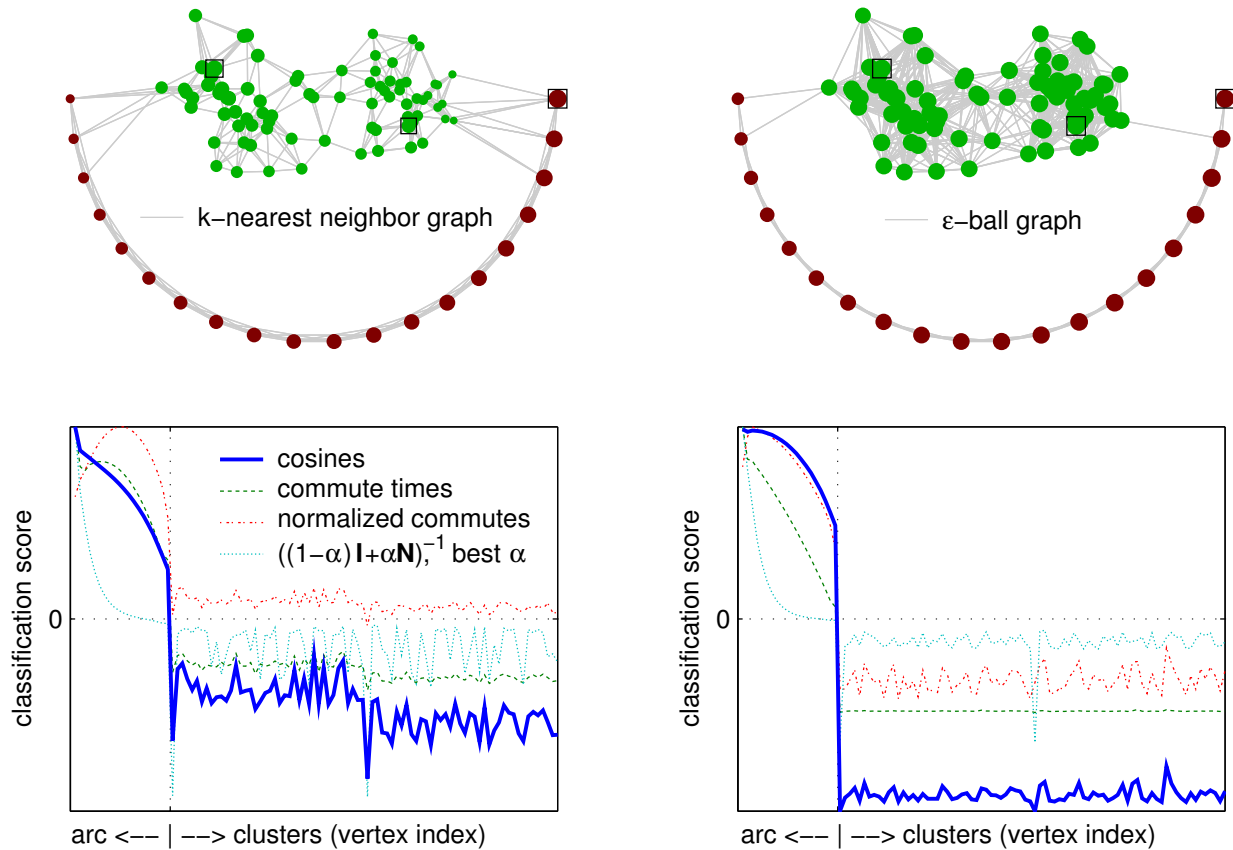 k−nearest neighbor graph
ε−ball graph
cosines
commute times
normalized commutes
((1−α) I+αN),⁻¹ best α
classification score
0
arc <−− | −−> clusters (vertex index)
classification score
0
arc <−− | −−> clusters (vertex index)